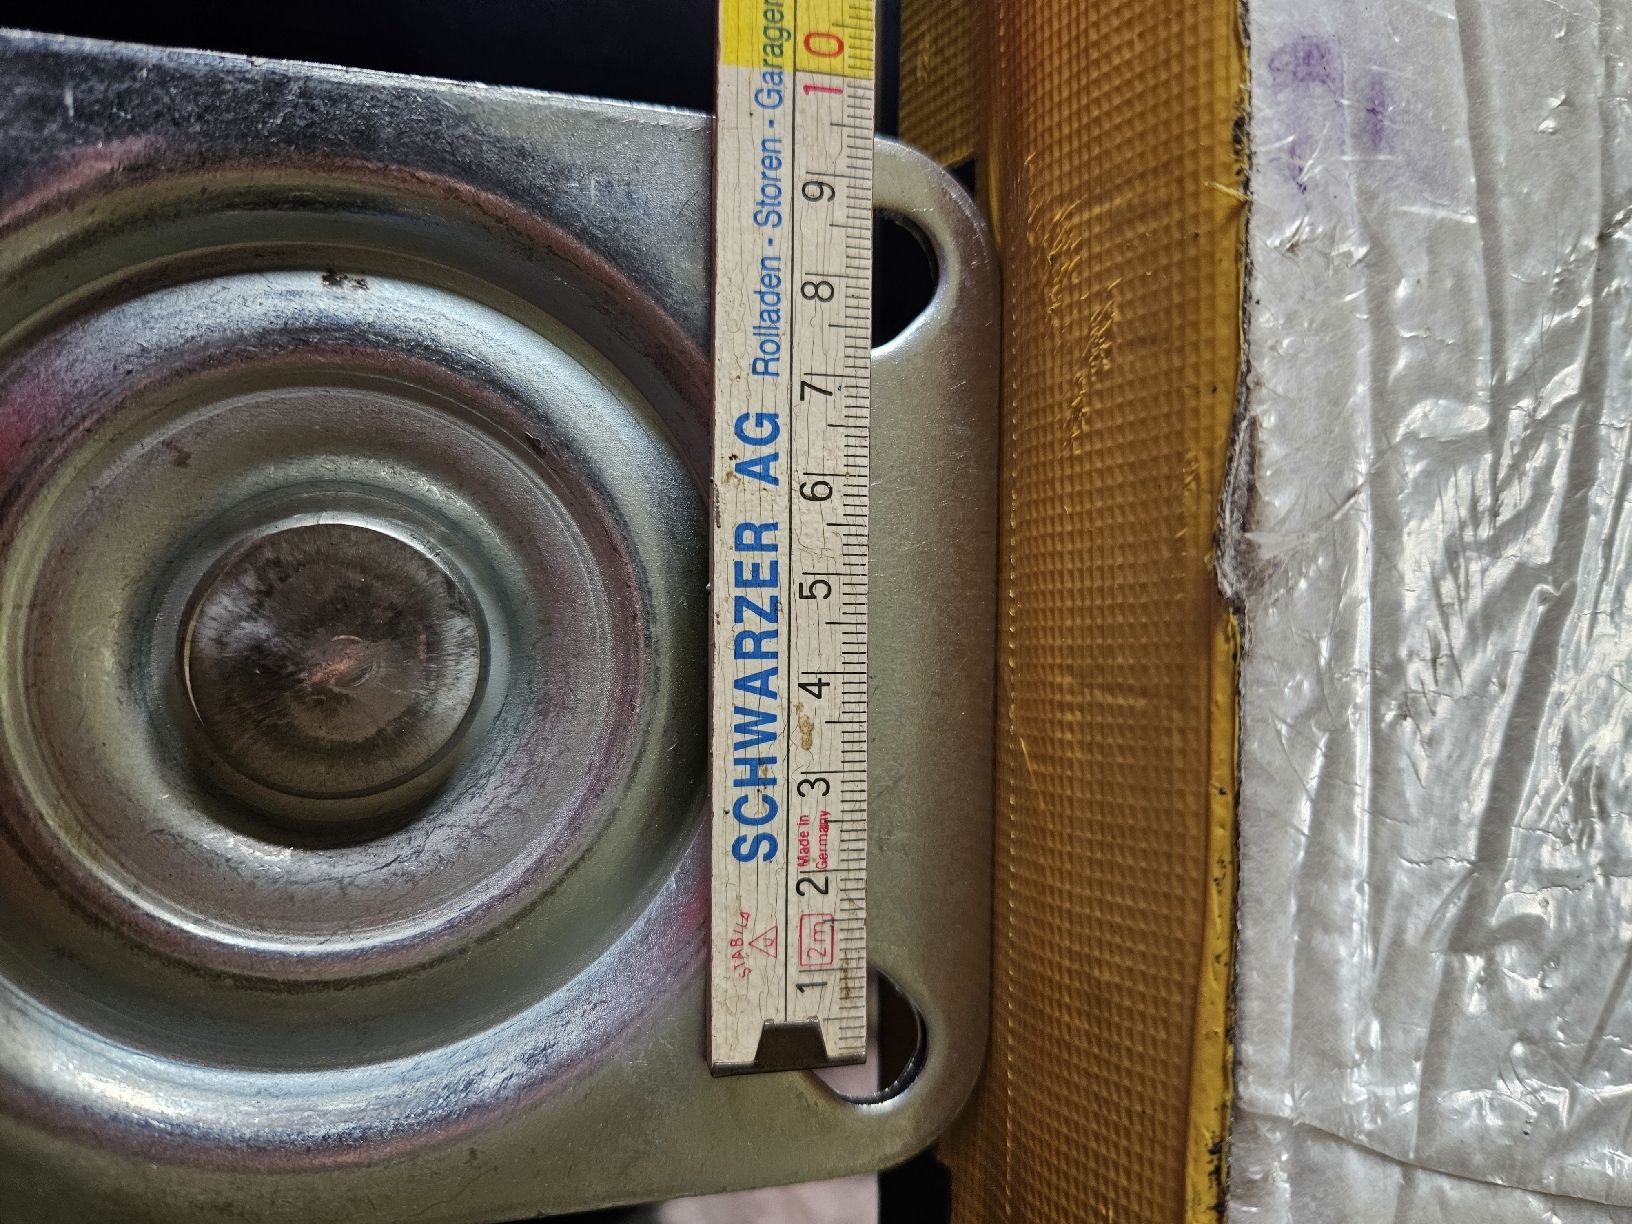 SCHWARZER AG Rolladen - Storen - Garagen
STABILA
2m
Made in
Germany
1 2 3 4 5 6 7 8 9 10